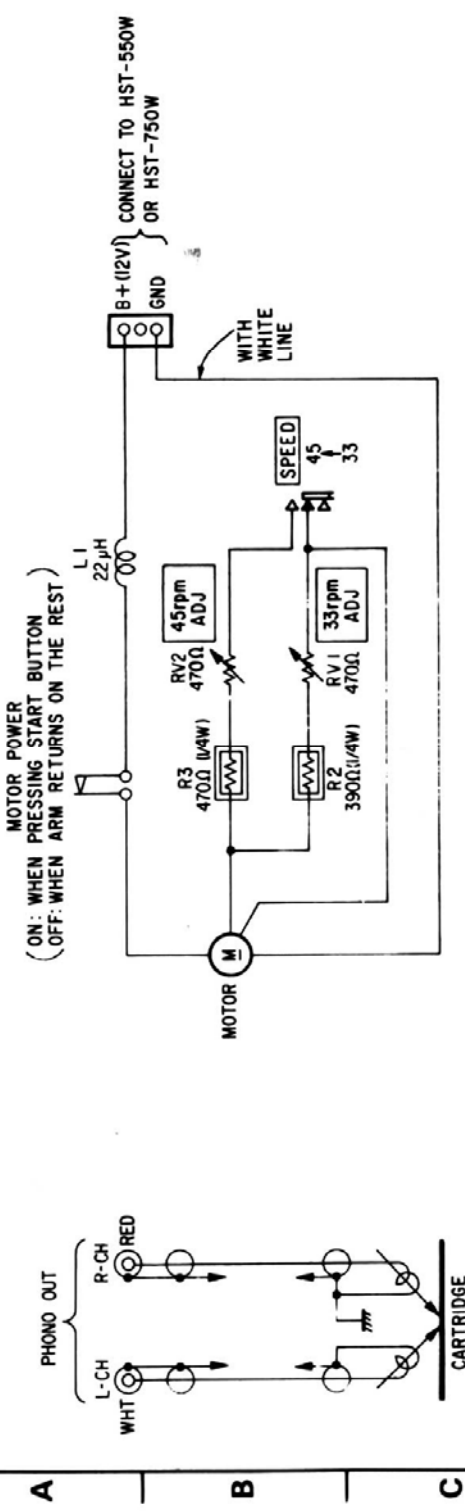 A
B
C
PHONO OUT
L-CH
R-CH
WHT
RED
CARTRIDGE
MOTOR POWER
(ON: WHEN PRESSING START BUTTON
OFF: WHEN ARM RETURNS ON THE REST)
L1
22μH
B+(12V)
GND
CONNECT TO HST-550W
OR HST-750W
WITH
WHITE
LINE
MOTOR
M
R3
470Ω(1/4W)
RV2
470Ω
45rpm
ADJ
R2
390Ω(1/4W)
RV1
470Ω
33rpm
ADJ
SPEED
45
33